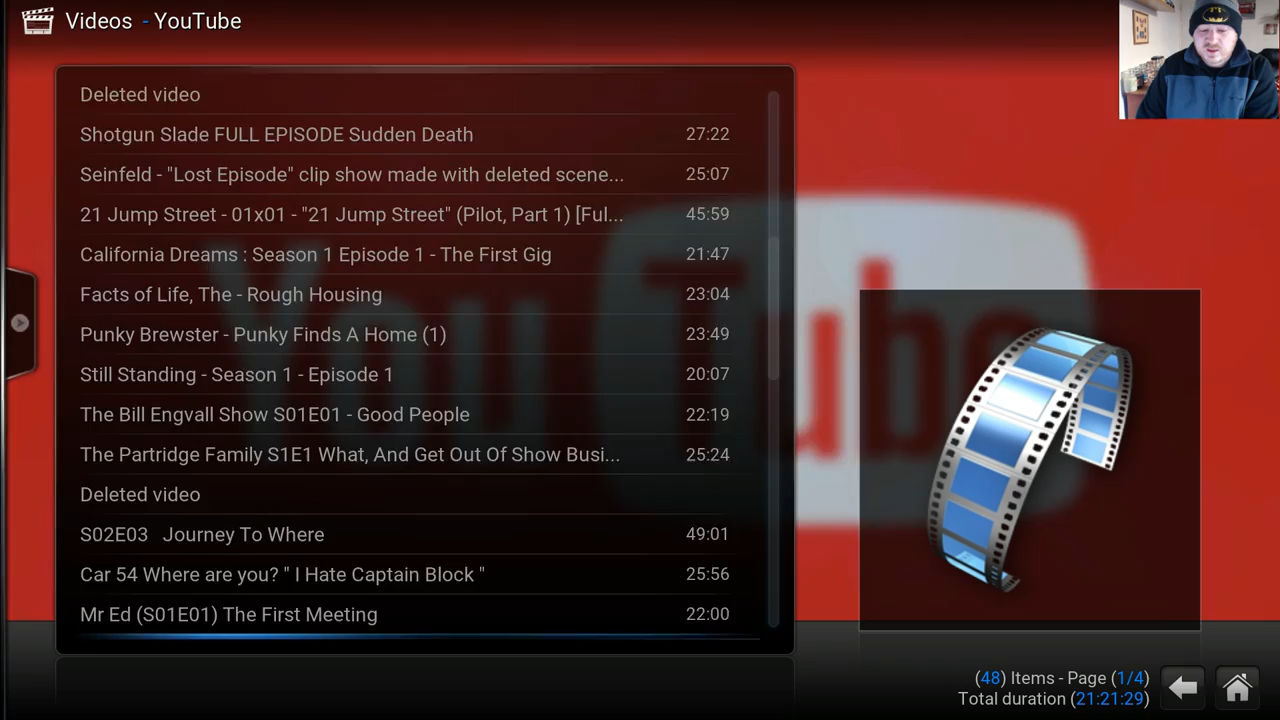 Videos - YouTube
Deleted video
Shotgun Slade FULL EPISODE Sudden Death 27:22
Seinfeld - "Lost Episode" clip show made with deleted scene... 25:07
21 Jump Street - 01x01 - "21 Jump Street" (Pilot, Part 1) [Ful... 45:59
California Dreams : Season 1 Episode 1 - The First Gig 21:47
Facts of Life, The - Rough Housing 23:04
Punky Brewster - Punky Finds A Home (1) 23:49
Still Standing - Season 1 - Episode 1 20:07
The Bill Engvall Show S01E01 - Good People 22:19
The Partridge Family S1E1 What, And Get Out Of Show Busi... 25:24
Deleted video
S02E03   Journey To Where 49:01
Car 54 Where are you? " I Hate Captain Block " 25:56
Mr Ed (S01E01) The First Meeting 22:00
You Tube
(48) Items - Page (1/4)
Total duration (21:21:29)